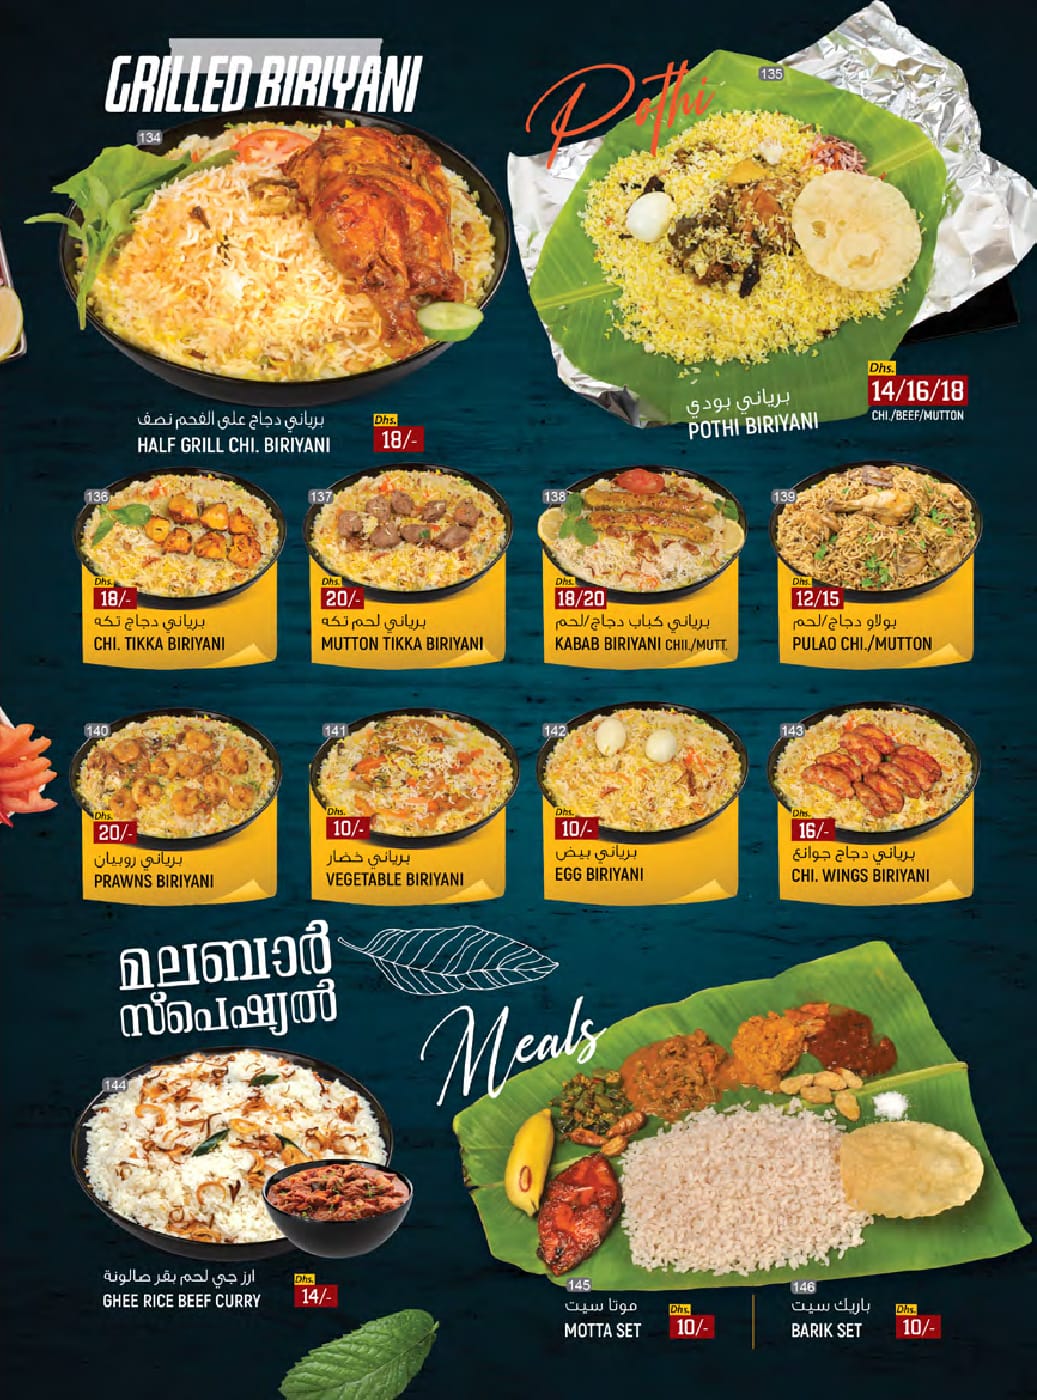 GRILLED BIRIYANI
134
برياني دجاج على الفحم نصف
HALF GRILL CHI. BIRIYANI
Dhs.
18/-
Pothi
135
برياني بودي
POTHI BIRIYANI
Dhs.
14/16/18
CHI./BEEF/MUTTON
136
Dhs.
18/-
برياني دجاج تكه
CHI. TIKKA BIRIYANI
137
Dhs.
20/-
برياني لحم تكه
MUTTON TIKKA BIRIYANI
138
Dhs.
18/20
برياني كباب دجاج/لحم
KABAB BIRIYANI CHII./MUTT.
139
Dhs.
12/15
بولاو دجاج/لحم
PULAO CHI./MUTTON
140
Dhs.
20/-
برياني روبيان
PRAWNS BIRIYANI
141
Dhs.
10/-
برياني خضار
VEGETABLE BIRIYANI
142
Dhs.
10/-
برياني بيض
EGG BIRIYANI
143
Dhs.
16/-
برياني دجاج جوانح
CHI. WINGS BIRIYANI
മലബാർ
സ്പെഷ്യൽ
144
ارز جي لحم بقر صالونة
GHEE RICE BEEF CURRY
Dhs.
14/-
Meals
145
موتا سيت
MOTTA SET
Dhs.
10/-
146
باريك سيت
BARIK SET
Dhs.
10/-